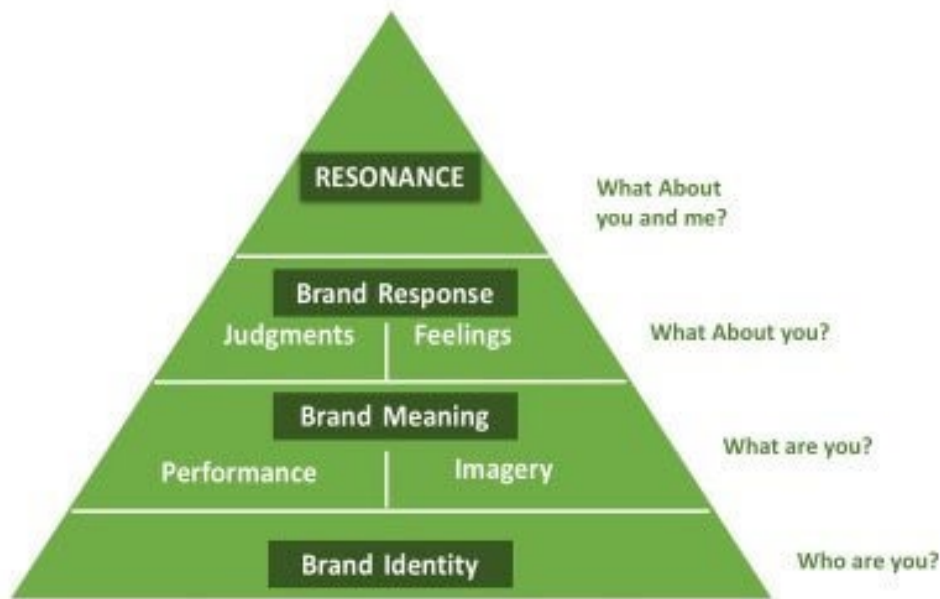 RESONANCE
What About
you and me?
Brand Response
Judgments
Feelings
What About you?
Brand Meaning
Performance
Imagery
What are you?
Brand Identity
Who are you?